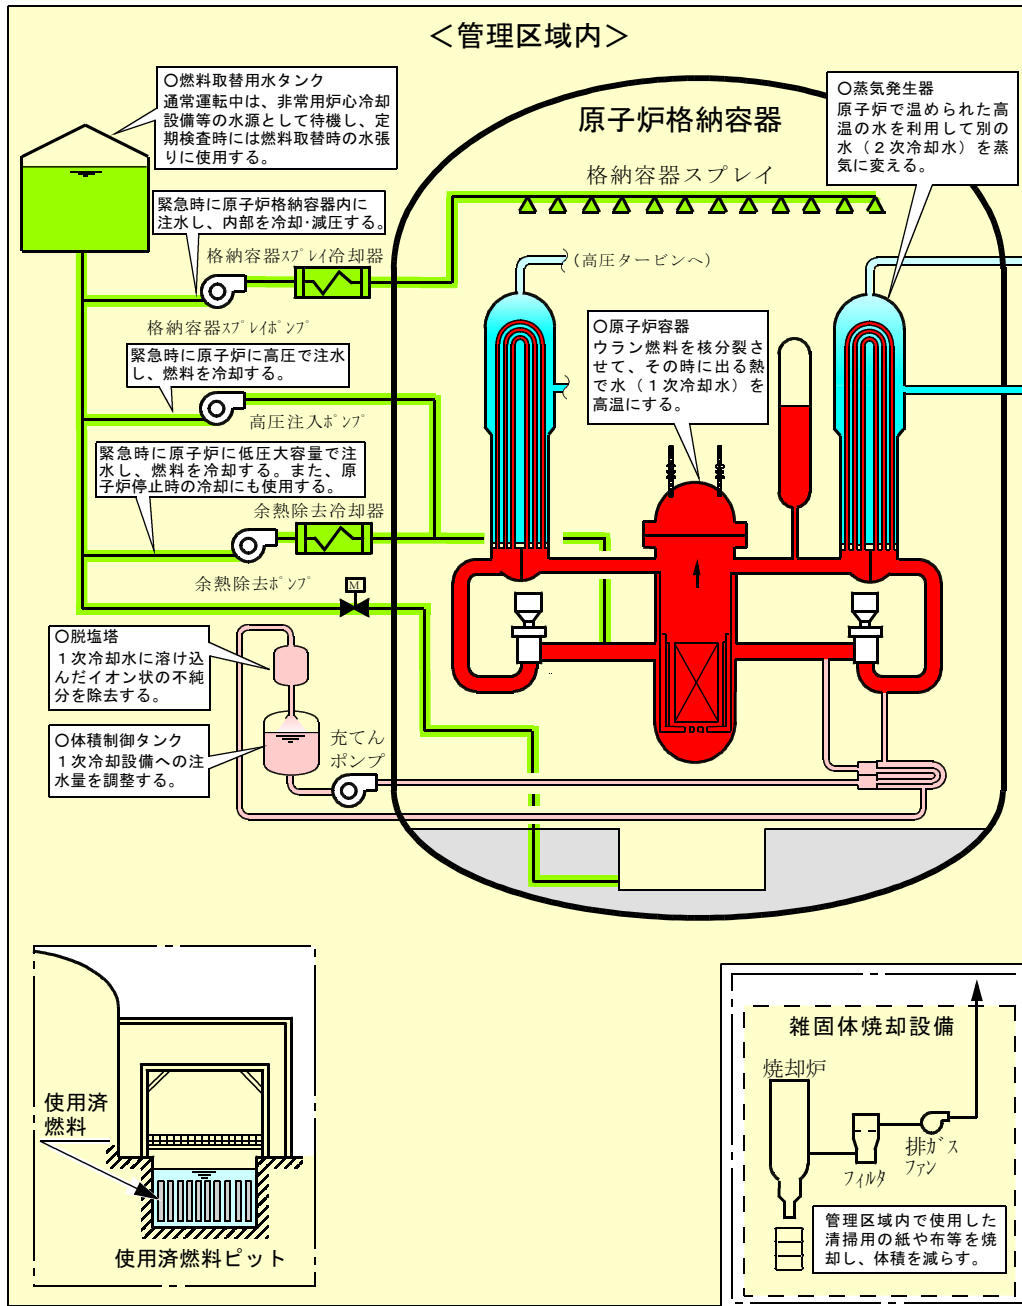 ＜管理区域内＞
○燃料取替用水タンク
通常運転中は、非常用炉心冷却
設備等の水源として待機し、定
期検査時には燃料取替時の水張
りに使用する。
緊急時に原子炉格納容器内に
注水し、内部を冷却･減圧する。
格納容器ｽﾌﾟﾚｲ冷却器
格納容器ｽﾌﾟﾚｲﾎﾟﾝﾌﾟ
緊急時に原子炉に高圧で注水
し、燃料を冷却する。
高圧注入ﾎﾟﾝﾌﾟ
緊急時に原子炉に低圧大容量で注
水し、燃料を冷却する。また、原
子炉停止時の冷却にも使用する。
余熱除去冷却器
余熱除去ﾎﾟﾝﾌﾟ
M
原子炉格納容器
格納容器スプレイ
(高圧タービンへ)
○蒸気発生器
原子炉で温められた高
温の水を利用して別の
水（２次冷却水）を蒸
気に変える。
○原子炉容器
ウラン燃料を核分裂さ
せて、その時に出る熱
で水（１次冷却水）を
高温にする。
○脱塩塔
１次冷却水に溶け込
んだイオン状の不純
分を除去する。
○体積制御タンク
１次冷却設備への注
水量を調整する。
充てん
ポンプ
使用済
燃料
使用済燃料ピット
雑固体焼却設備
焼却炉
フィルタ
排ｶﾞｽ
ファン
管理区域内で使用した
清掃用の紙や布等を焼
却し、体積を減らす。